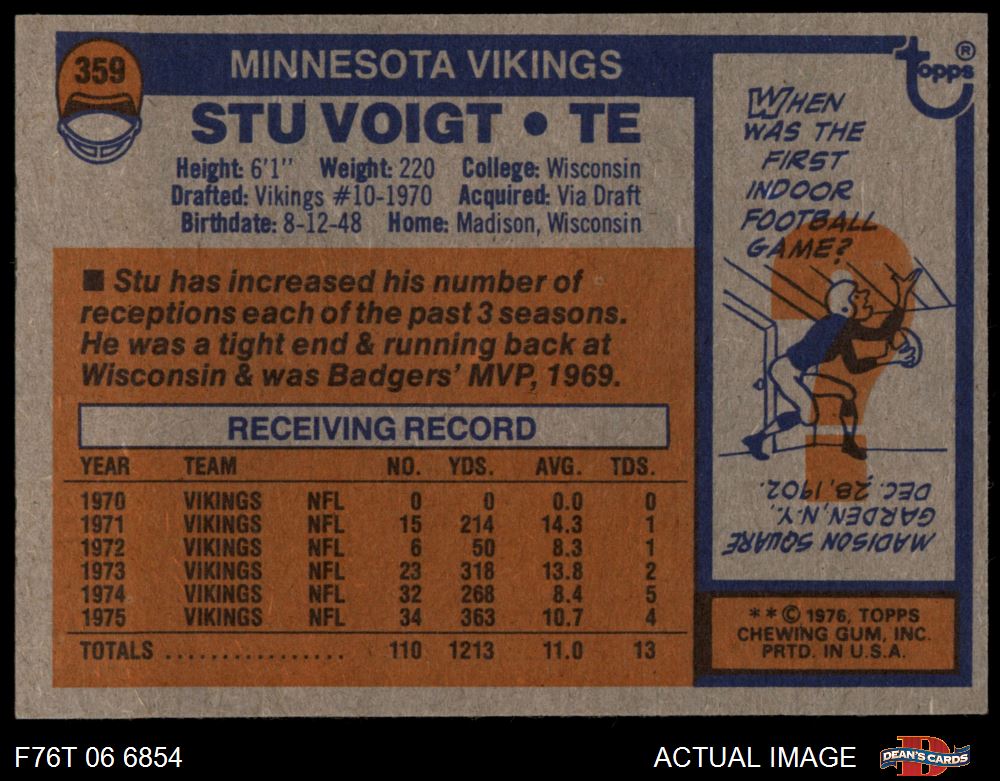 359
MINNESOTA VIKINGS
STU VOIGT • TE
Height: 6'1'' Weight: 220 College: Wisconsin
Drafted: Vikings #10-1970 Acquired: Via Draft
Birthdate: 8-12-48 Home: Madison, Wisconsin
■ Stu has increased his number of
receptions each of the past 3 seasons.
He was a tight end & running back at
Wisconsin & was Badgers' MVP, 1969.
RECEIVING RECORD
YEAR TEAM NO. YDS. AVG. TDS.
1970 VIKINGS NFL 0 0 0.0 0
1971 VIKINGS NFL 15 214 14.3 1
1972 VIKINGS NFL 6 50 8.3 1
1973 VIKINGS NFL 23 318 13.8 2
1974 VIKINGS NFL 32 268 8.4 5
1975 VIKINGS NFL 34 363 10.7 4
TOTALS ................. 110 1213 11.0 13
topps ®
WHEN
WAS THE
FIRST
INDOOR
FOOTBALL
GAME?
?
MADISON SQUARE
GARDEN, N.Y.,
DEC. 28, 1902.
**© 1976, TOPPS
CHEWING GUM, INC.
PRTD. IN U.S.A.
F76T 06 6854
ACTUAL IMAGE
DEAN'S CARDS